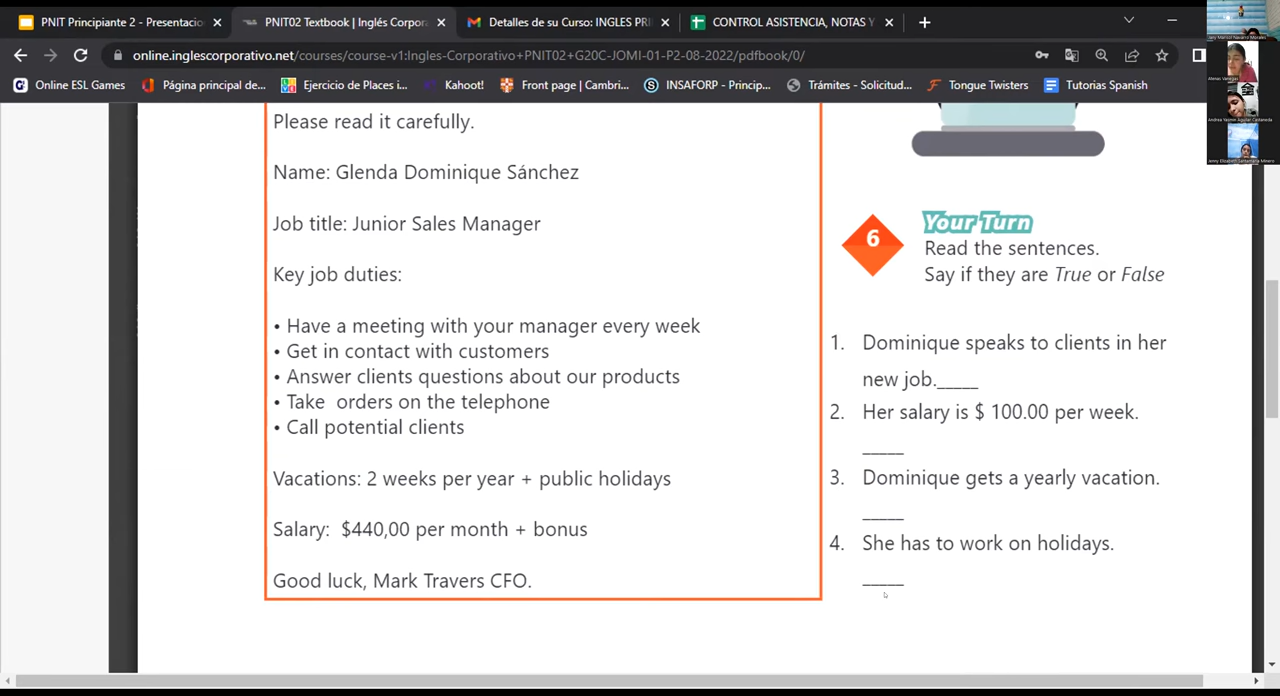 PNIT Principiante 2 - Presentacio
PNIT02 Textbook | Inglés Corpora
Detalles de su Curso: INGLES PRI
CONTROL ASISTENCIA, NOTAS Y
online.inglescorporativo.net/courses/course-v1:Ingles-Corporativo+PNIT02+G20C-JOMI-01-P2-08-2022/pdfbook/0/
Online ESL Games
Página principal de...
Ejercicio de Places i...
Kahoot!
Front page | Cambri...
INSAFORP - Princip...
Trámites - Solicitud...
Tongue Twisters
Tutorias Spanish
Please read it carefully.
Name: Glenda Dominique Sánchez
Job title: Junior Sales Manager
Key job duties:
• Have a meeting with your manager every week
• Get in contact with customers
• Answer clients questions about our products
• Take orders on the telephone
• Call potential clients
Vacations: 2 weeks per year + public holidays
Salary: $440,00 per month + bonus
Good luck, Mark Travers CFO.
6
Your Turn
Read the sentences.
Say if they are True or False
1. Dominique speaks to clients in her
new job._____
2. Her salary is $ 100.00 per week.
_____
3. Dominique gets a yearly vacation.
_____
4. She has to work on holidays.
_____